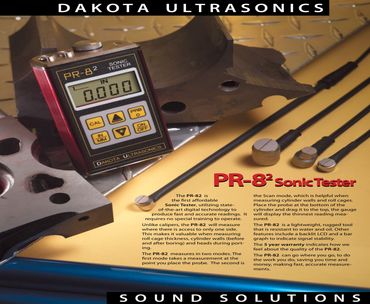 DAKOTA ULTRASONICS
PR-8²
SONIC
TESTER
IN
0.000
CAL
PRB
0
IN
MM
ON
OFF
DAKOTA ULTRASONICS
PR-8² Sonic Tester
The PR-82 is
the first affordable
Sonic Tester, utilizing state-
of-the-art digital technology to
produce fast and accurate readings. It
requires no special training to operate.
Unlike calipers, the PR-82 will measure
where there is access to only one side.
This makes it valuable when measuring
roll cage thickness, cylinder walls (before
and after boring) and heads during port-
ing.
The PR-82 measures in two modes. The
first mode takes a measurement at the
point you place the probe. The second is
the Scan mode, which is helpful when
measuring cylinder walls and roll cages.
Place the probe at the bottom of the
cylinder and drag it to the top, the gauge
will display the thinnest reading mea-
sured.
The PR-82 is a lightweight, rugged tool
that is resistant to water and oil. Other
features include a backlit LCD and a bar
graph to indicate signal stability.
The 5 year warranty indicates how we
feel about the quality of the PR-82.
The PR-82 can go where you go, to do
the work you do, saving you time and
money, making fast, accurate measure-
ments.
SOUND SOLUTIONS